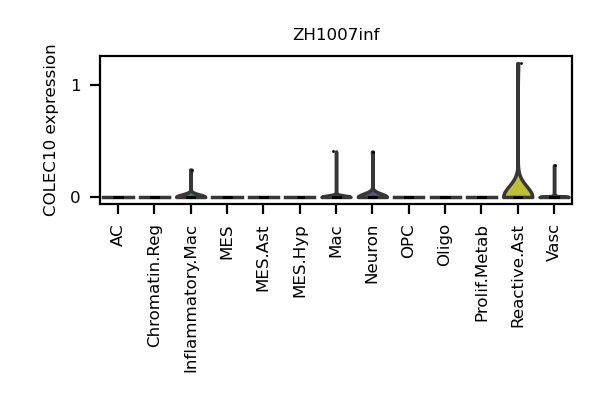 ZH1007inf
COLEC10 expression
1
0
AC
Chromatin.Reg
Inflammatory.Mac
MES
MES.Ast
MES.Hyp
Mac
Neuron
OPC
Oligo
Prolif.Metab
Reactive.Ast
Vasc